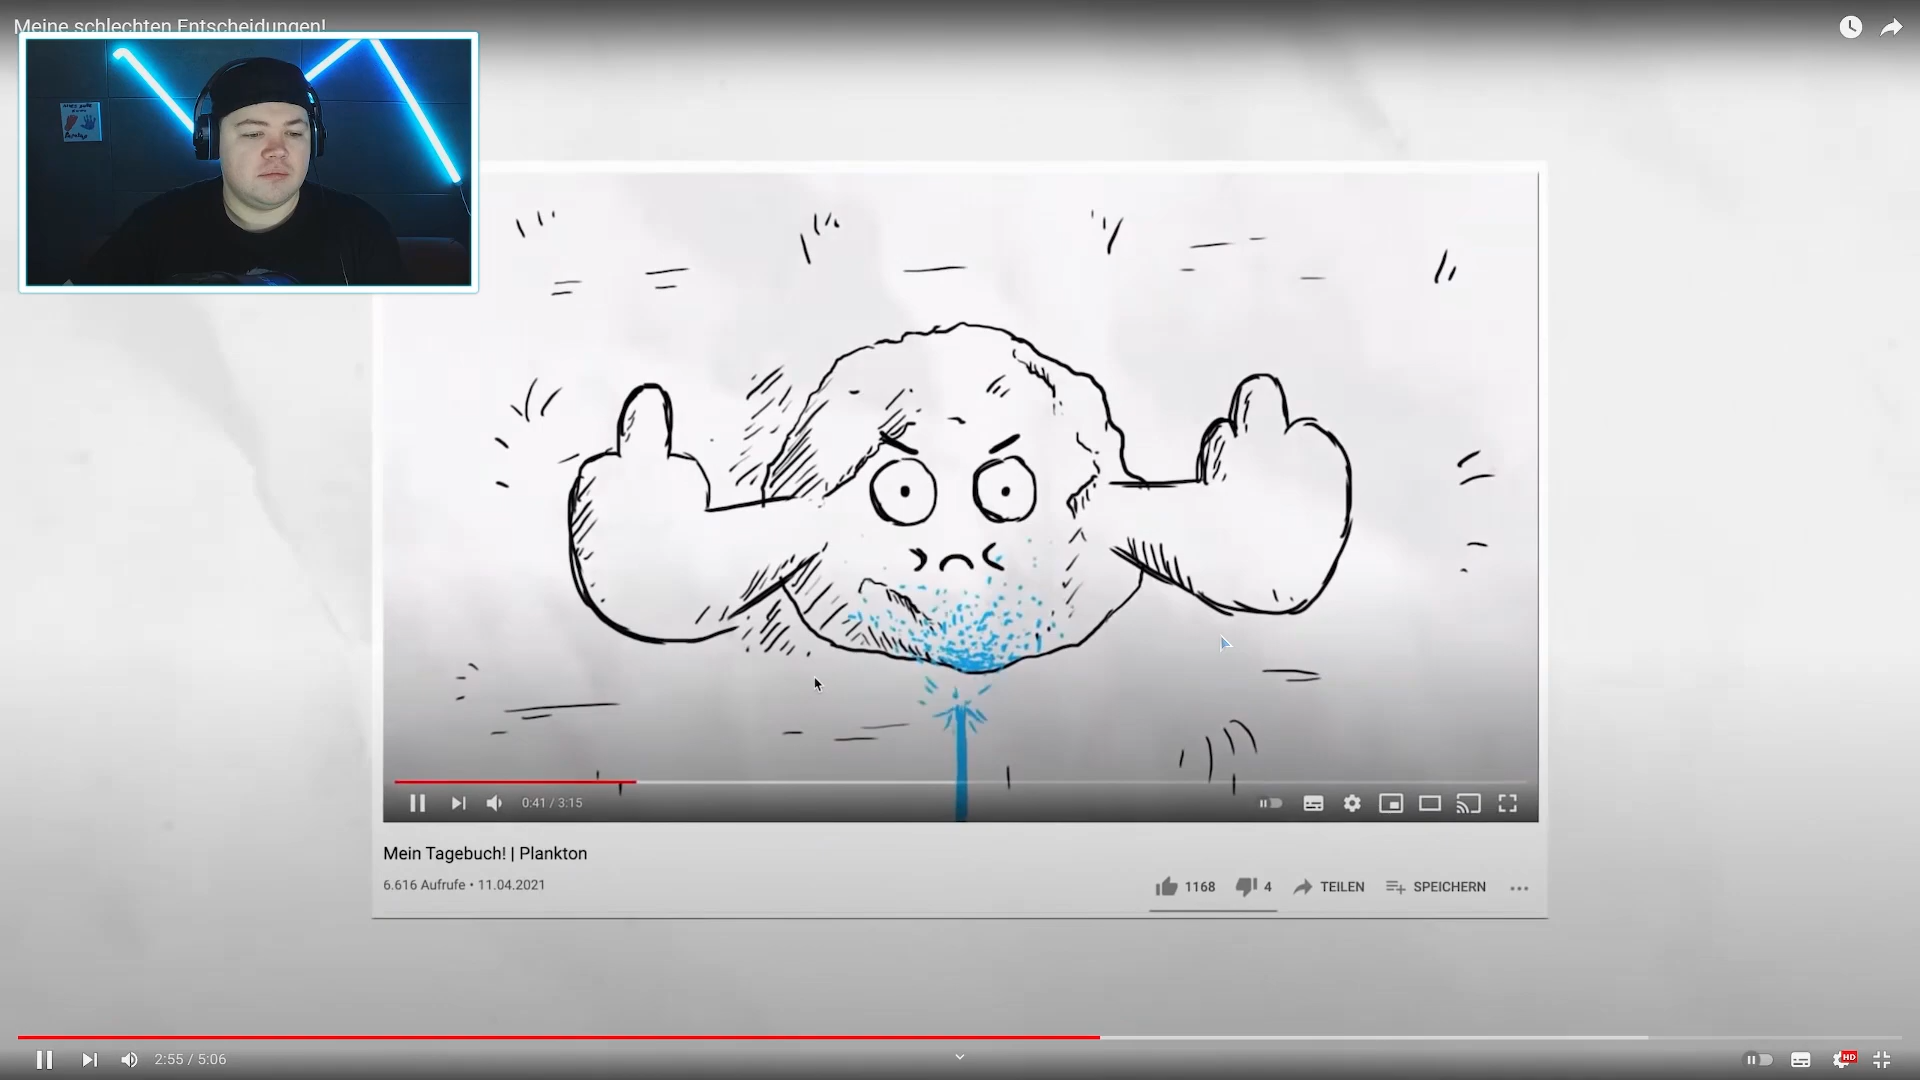 Meine schlechten Entscheidungen!
0:41 / 3:15
Mein Tagebuch! | Plankton
6.616 Aufrufe • 11.04.2021
1168
4
TEILEN
SPEICHERN
2:55 / 5:06
HD